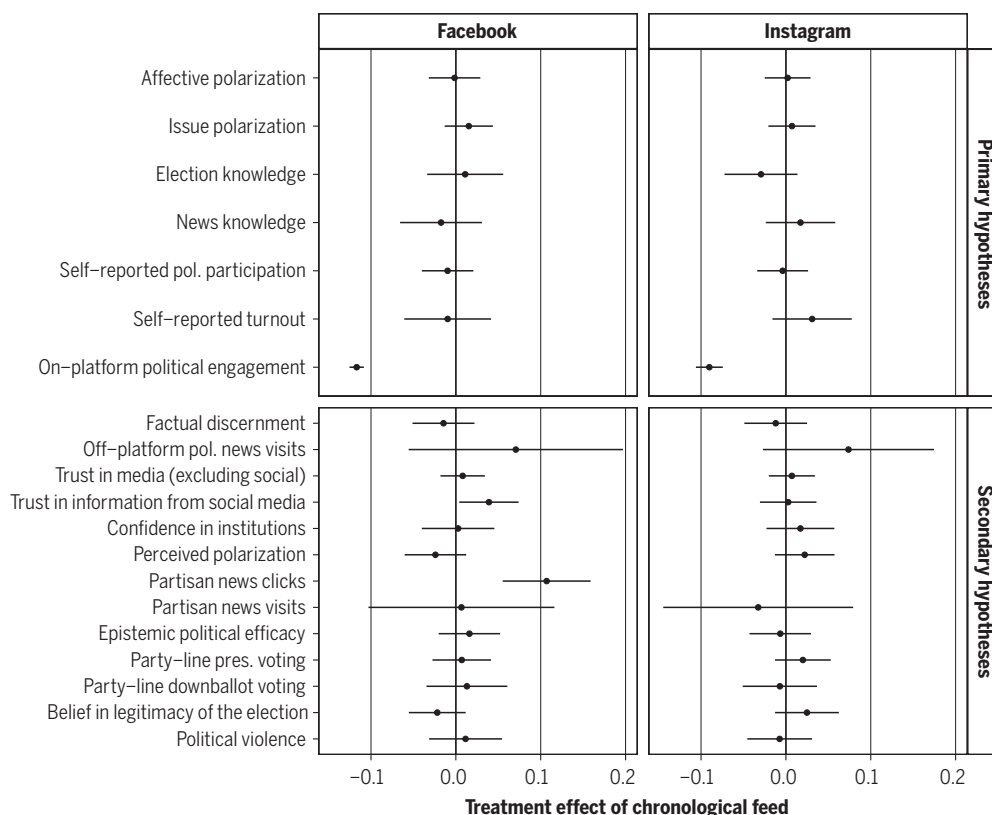 Facebook
Instagram
Affective polarization
Issue polarization
Election knowledge
News knowledge
Self–reported pol. participation
Self–reported turnout
On–platform political engagement
Primary hypotheses
Factual discernment
Off–platform pol. news visits
Trust in media (excluding social)
Trust in information from social media
Confidence in institutions
Perceived polarization
Partisan news clicks
Partisan news visits
Epistemic political efficacy
Party–line pres. voting
Party–line downballot voting
Belief in legitimacy of the election
Political violence
Secondary hypotheses
–0.1 0.0 0.1 0.2
–0.1 0.0 0.1 0.2
Treatment effect of chronological feed